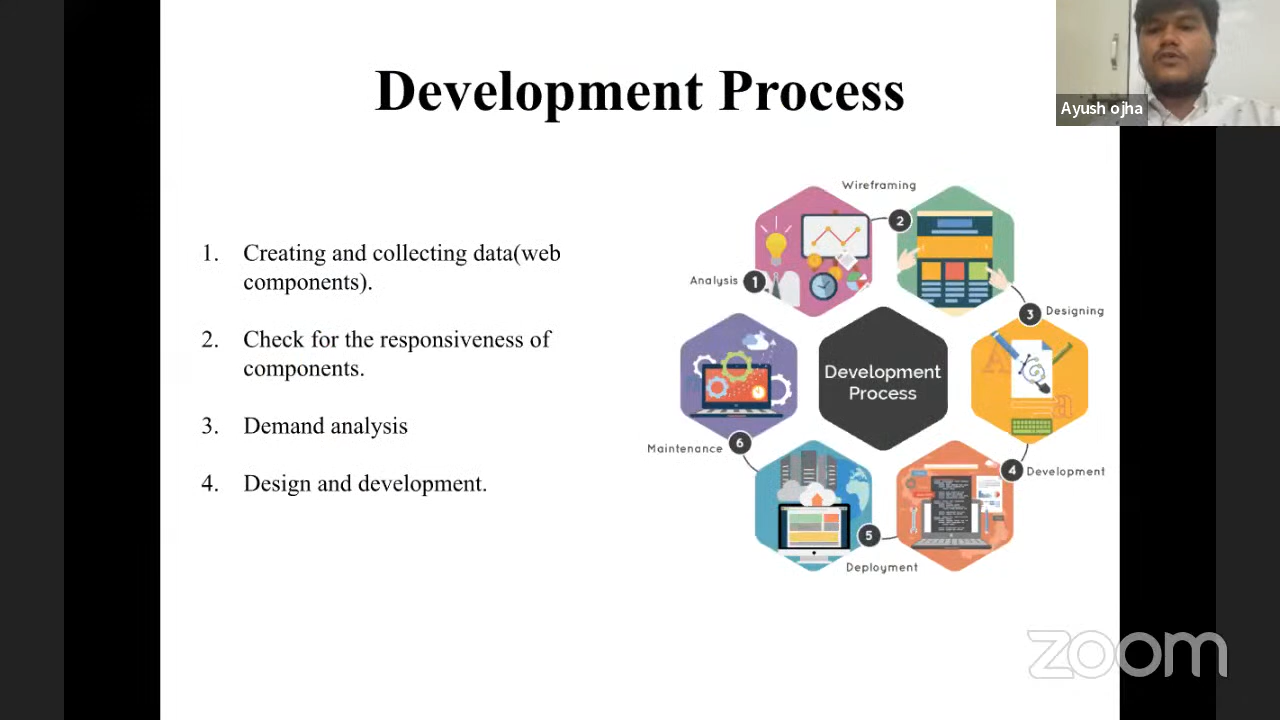 Development Process
Ayush ojha
1. Creating and collecting data(web
components).
2. Check for the responsiveness of
components.
3. Demand analysis
4. Design and development.
Wireframing
2
Analysis 1
3 Designing
Development
Process
Maintenance 6
4 Development
5
Deployment
zoom